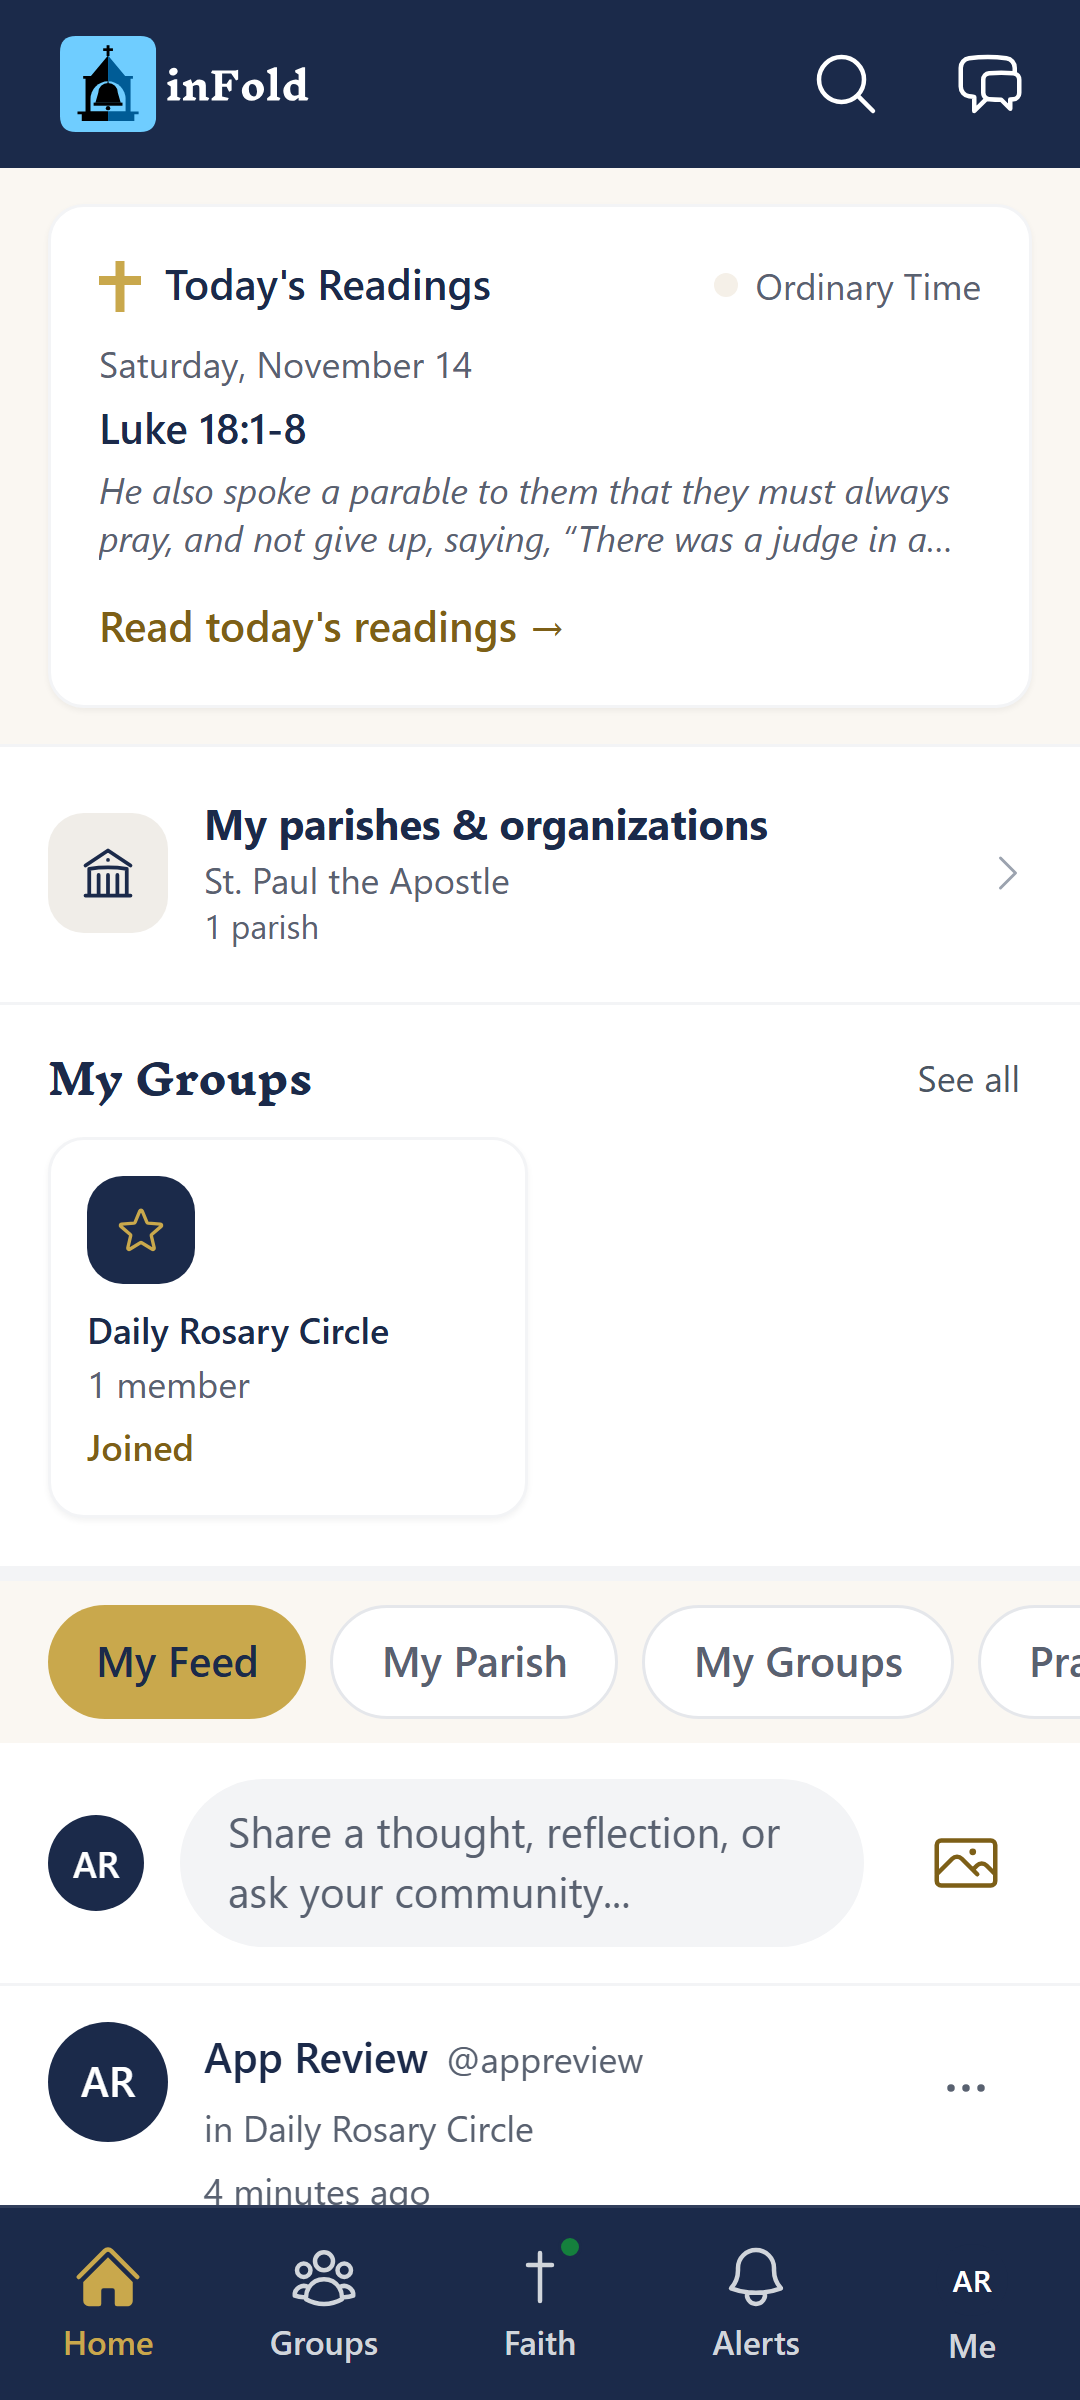 inFold
Today's Readings
Ordinary Time
Saturday, November 14
Luke 18:1-8
He also spoke a parable to them that they must always
pray, and not give up, saying, “There was a judge in a...
Read today's readings →
My parishes & organizations
St. Paul the Apostle
1 parish
My Groups
See all
Daily Rosary Circle
1 member
Joined
My Feed
My Parish
My Groups
Pra
AR
Share a thought, reflection, or
ask your community...
AR
App Review @appreview
in Daily Rosary Circle
4 minutes ago
Home
Groups
Faith
Alerts
AR
Me